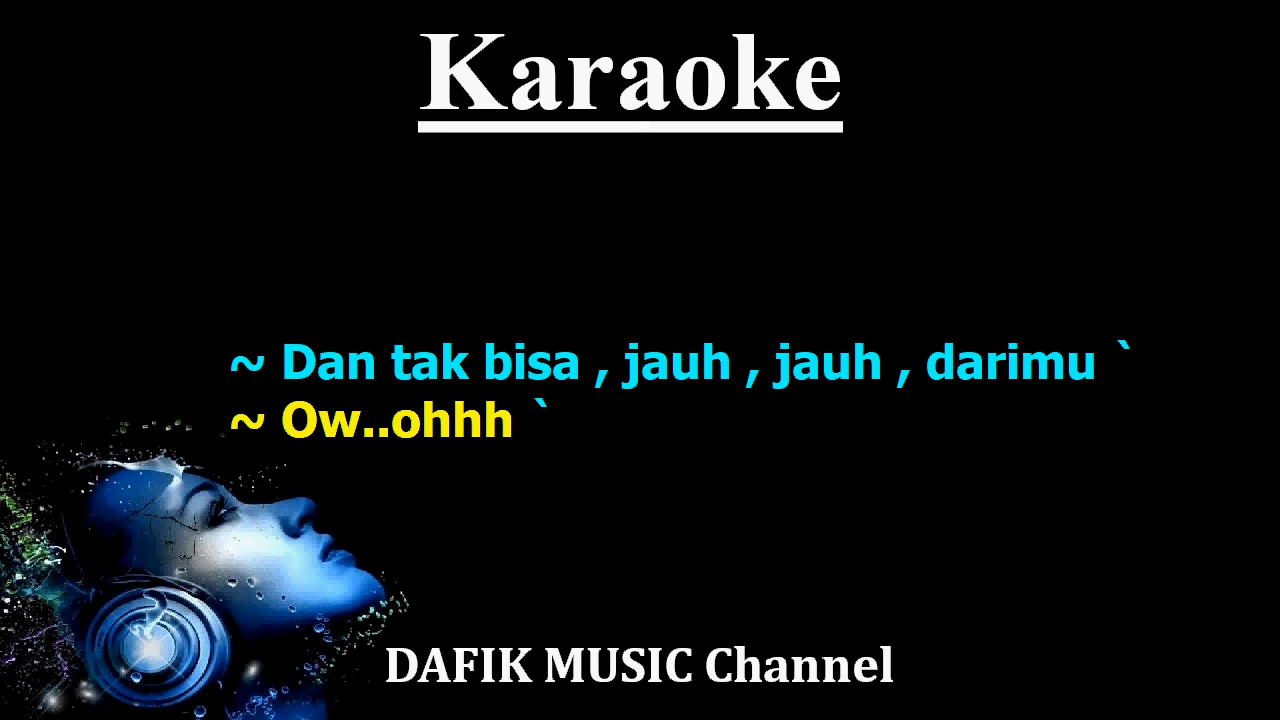 Karaoke
~ Dan tak bisa , jauh , jauh , darimu `
~ Ow..ohhh `
DAFIK MUSIC Channel